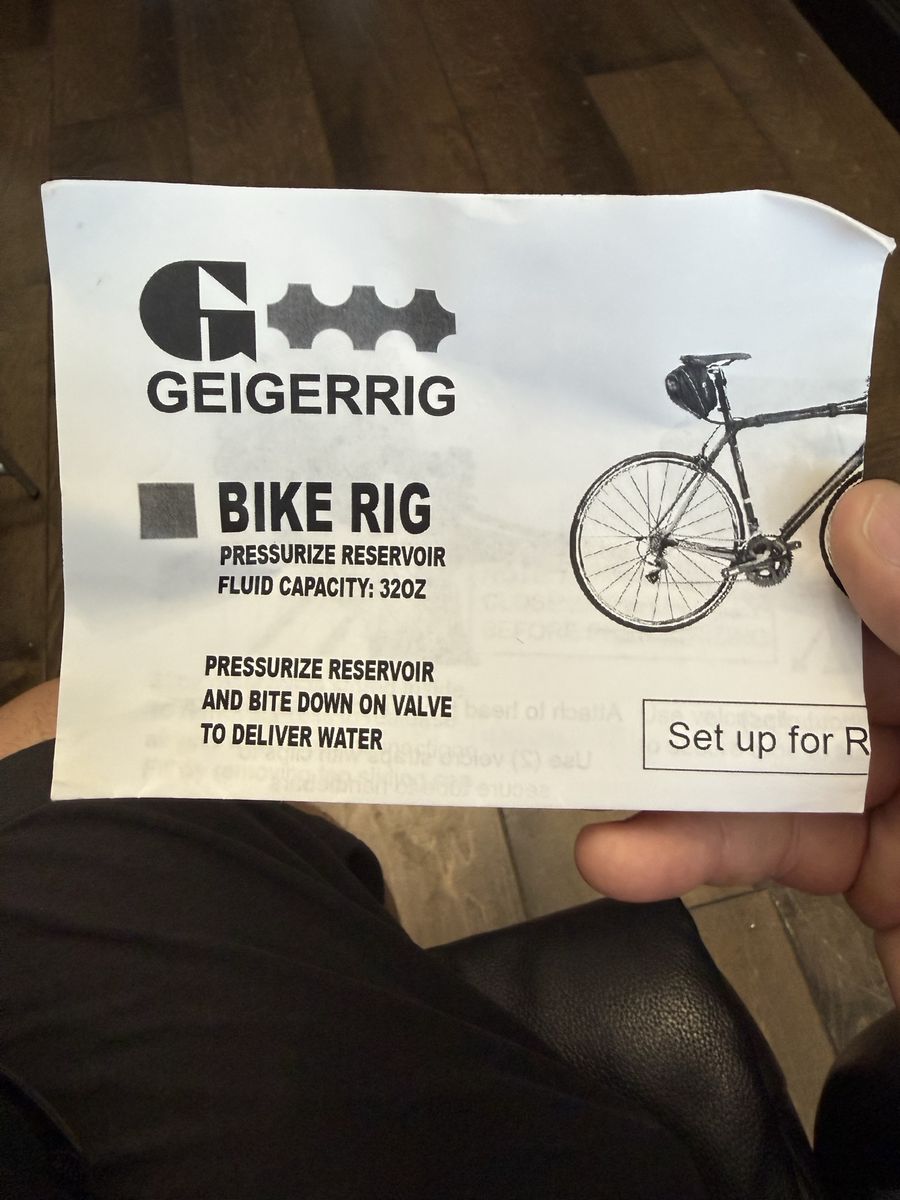 GEIGERRIG
BIKE RIG
PRESSURIZE RESERVOIR
FLUID CAPACITY: 32OZ
PRESSURIZE RESERVOIR
AND BITE DOWN ON VALVE
TO DELIVER WATER
Set up for R